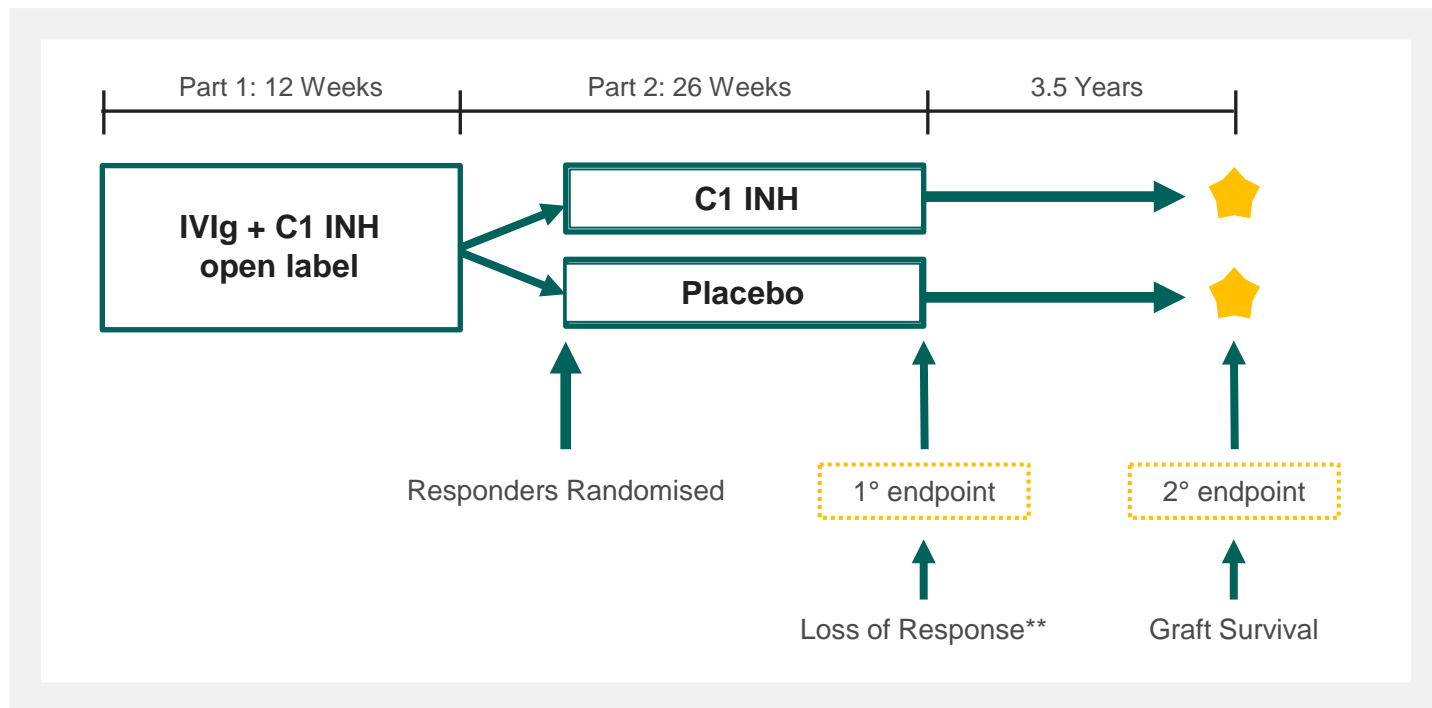 Part 1: 12 Weeks
Part 2: 26 Weeks
3.5 Years
IVIg + C1 INH
open label
C1 INH
Placebo
Responders Randomised
1° endpoint
2° endpoint
Loss of Response**
Graft Survival